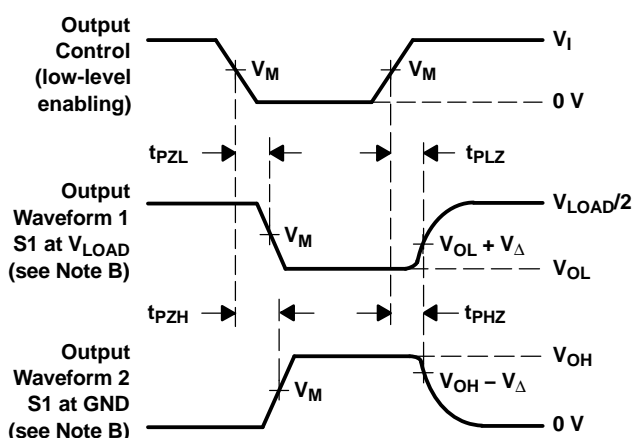 Output
Control
(low-level
enabling)
V_M
V_M
V_I
0 V
t_PZL
t_PLZ
Output
Waveform 1
S1 at V_LOAD
(see Note B)
V_M
V_LOAD/2
V_OL + V_Δ
V_OL
t_PZH
t_PHZ
Output
Waveform 2
S1 at GND
(see Note B)
V_M
V_OH
V_OH – V_Δ
0 V